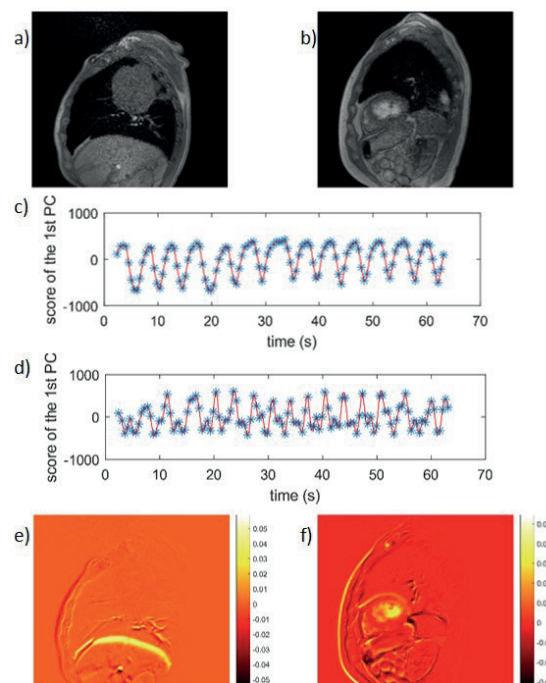 a)
b)
c)
score of the 1st PC
1000
0
-1000
0 10 20 30 40 50 60 70
time (s)
d)
score of the 1st PC
1000
0
-1000
0 10 20 30 40 50 60 70
time (s)
e)
0.05
0.04
0.03
0.02
0.01
0
-0.01
-0.02
-0.03
-0.04
-0.05
f)